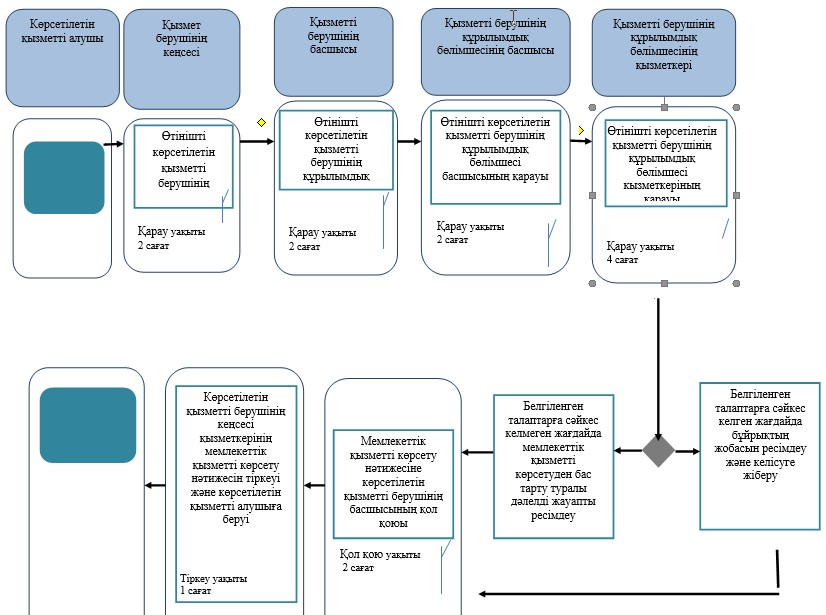 Көрсетілетін
қызметті алушы
Қызмет
берушінің
кеңсесі
Қызметті
берушінің
басшысы
Қызметті берушінің
құрылымдық
бөлімшесінің басшысы
Қызметті берушінің
құрылымдық
бөлімшесінің
қызметкері
Өтінішті
көрсетілетін
қызметті
берушінің
Қарау уақыты
2 сағат
Өтінішті
көрсетілетін
қызметті
берушінің
құрылымдық
Қарау уақыты
2 сағат
Өтінішті көрсетілетін
қызметті берушінің
құрылымдық
бөлімшесі
басшысының қарауы
Қарау уақыты
2 сағат
Өтінішті көрсетілетін
қызметті берушінің
құрылымдық
бөлімшесі
қызметкерінің
қарауы
Қарау уақыты
4 сағат
Көрсетілетін
қызметті берушінің
кеңсесі
қызметкерінің
мемлекеттік
қызметті көрсету
нәтижесін тіркеуі
және көрсетілетін
қызметті алушыға
беруі
Тіркеу уақыты
1 сағат
Мемлекеттік
қызметті көрсету
нәтижесіне
көрсетілетін
қызметті берушінің
басшысының қол
қоюы
Қол қою уақыты
2 сағат
Белгіленген
талаптарға сәйкес
келмеген жағдайда
мемлекеттік
қызметті
көрсетуден бас
тарту туралы
дәлелді жауапты
ресімдеу
Белгіленген
талаптарға сәйкес
келген жағдайда
бұйрықтың
жобасын ресімдеу
және келісуге
жіберу